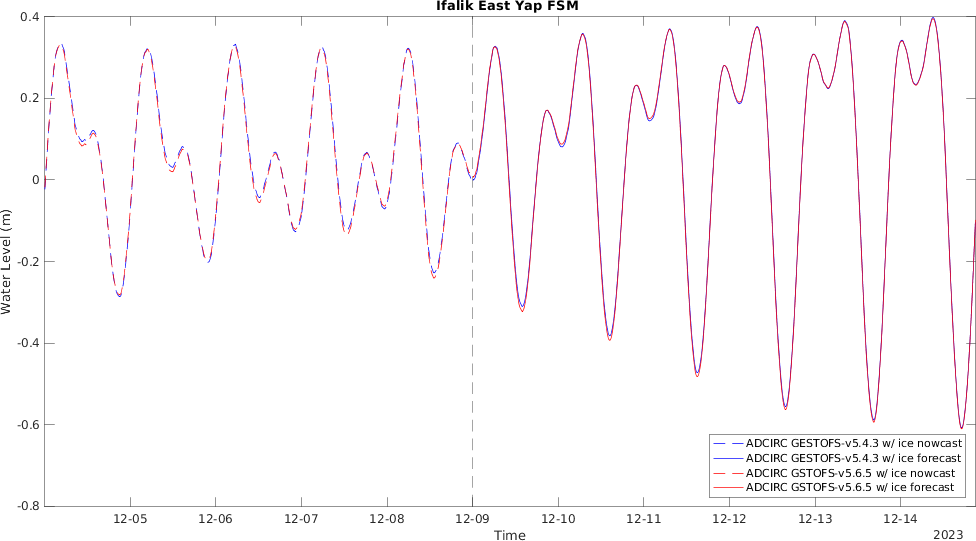 Ifalik East Yap FSM
0.4
0.2
0
-0.2
-0.4
-0.6
-0.8
Water Level (m)
ADCIRC GESTOFS-v5.4.3 w/ ice nowcast
ADCIRC GESTOFS-v5.4.3 w/ ice forecast
ADCIRC GSTOFS-v5.6.5 w/ ice nowcast
ADCIRC GSTOFS-v5.6.5 w/ ice forecast
12-05 12-06 12-07 12-08 12-09 12-10 12-11 12-12 12-13 12-14
Time
2023